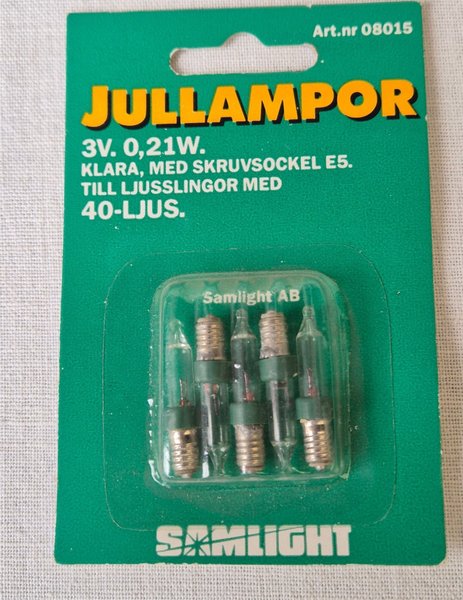 Art.nr 08015
JULLAMPOR
3V. 0,21W.
KLARA, MED SKRUVSOCKEL E5.
TILL LJUSSLINGOR MED
40-LJUS.
Samlight AB
SAMLIGHT